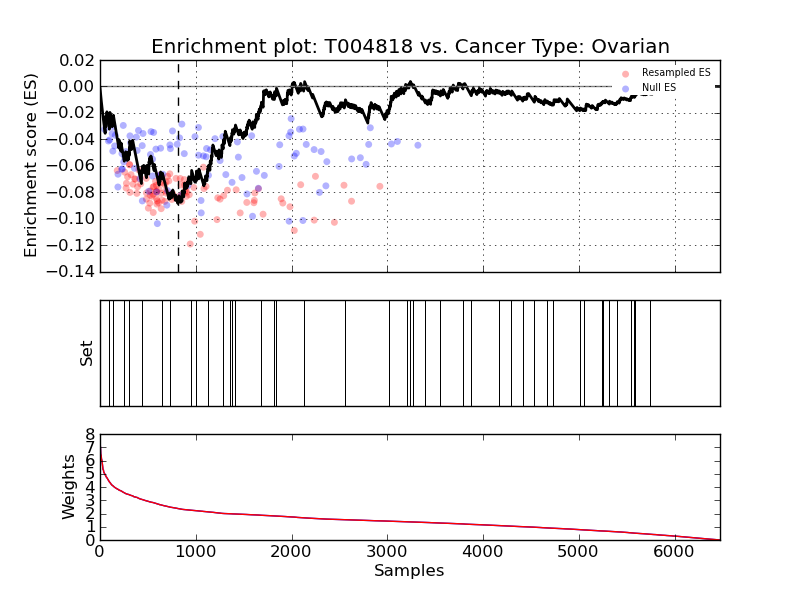 Enrichment plot: T004818 vs. Cancer Type: Ovarian
Enrichment score (ES)
0.02
0.00
−0.02
−0.04
−0.06
−0.08
−0.10
−0.12
−0.14
Resampled ES
Null ES
Set
Weights
8
7
6
5
4
3
2
1
0
0 1000 2000 3000 4000 5000 6000
Samples